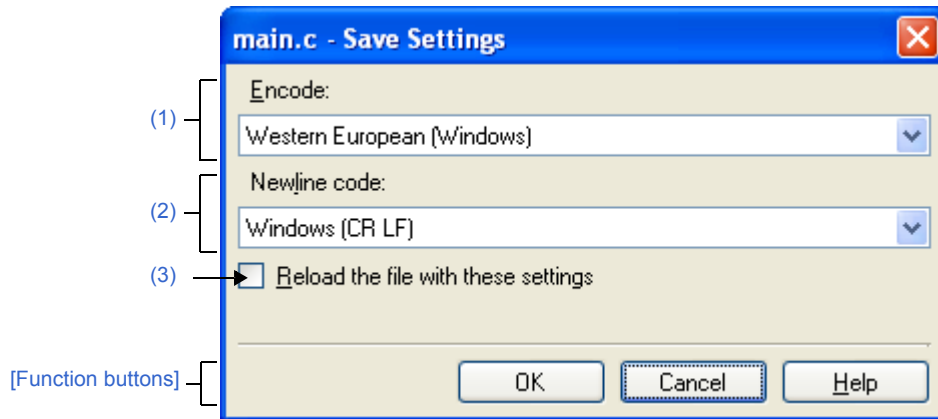 main.c - Save Settings
(1)
Encode:
Western European (Windows)
(2)
Newline code:
Windows (CR LF)
(3)
Reload the file with these settings
[Function buttons]
OK
Cancel
Help